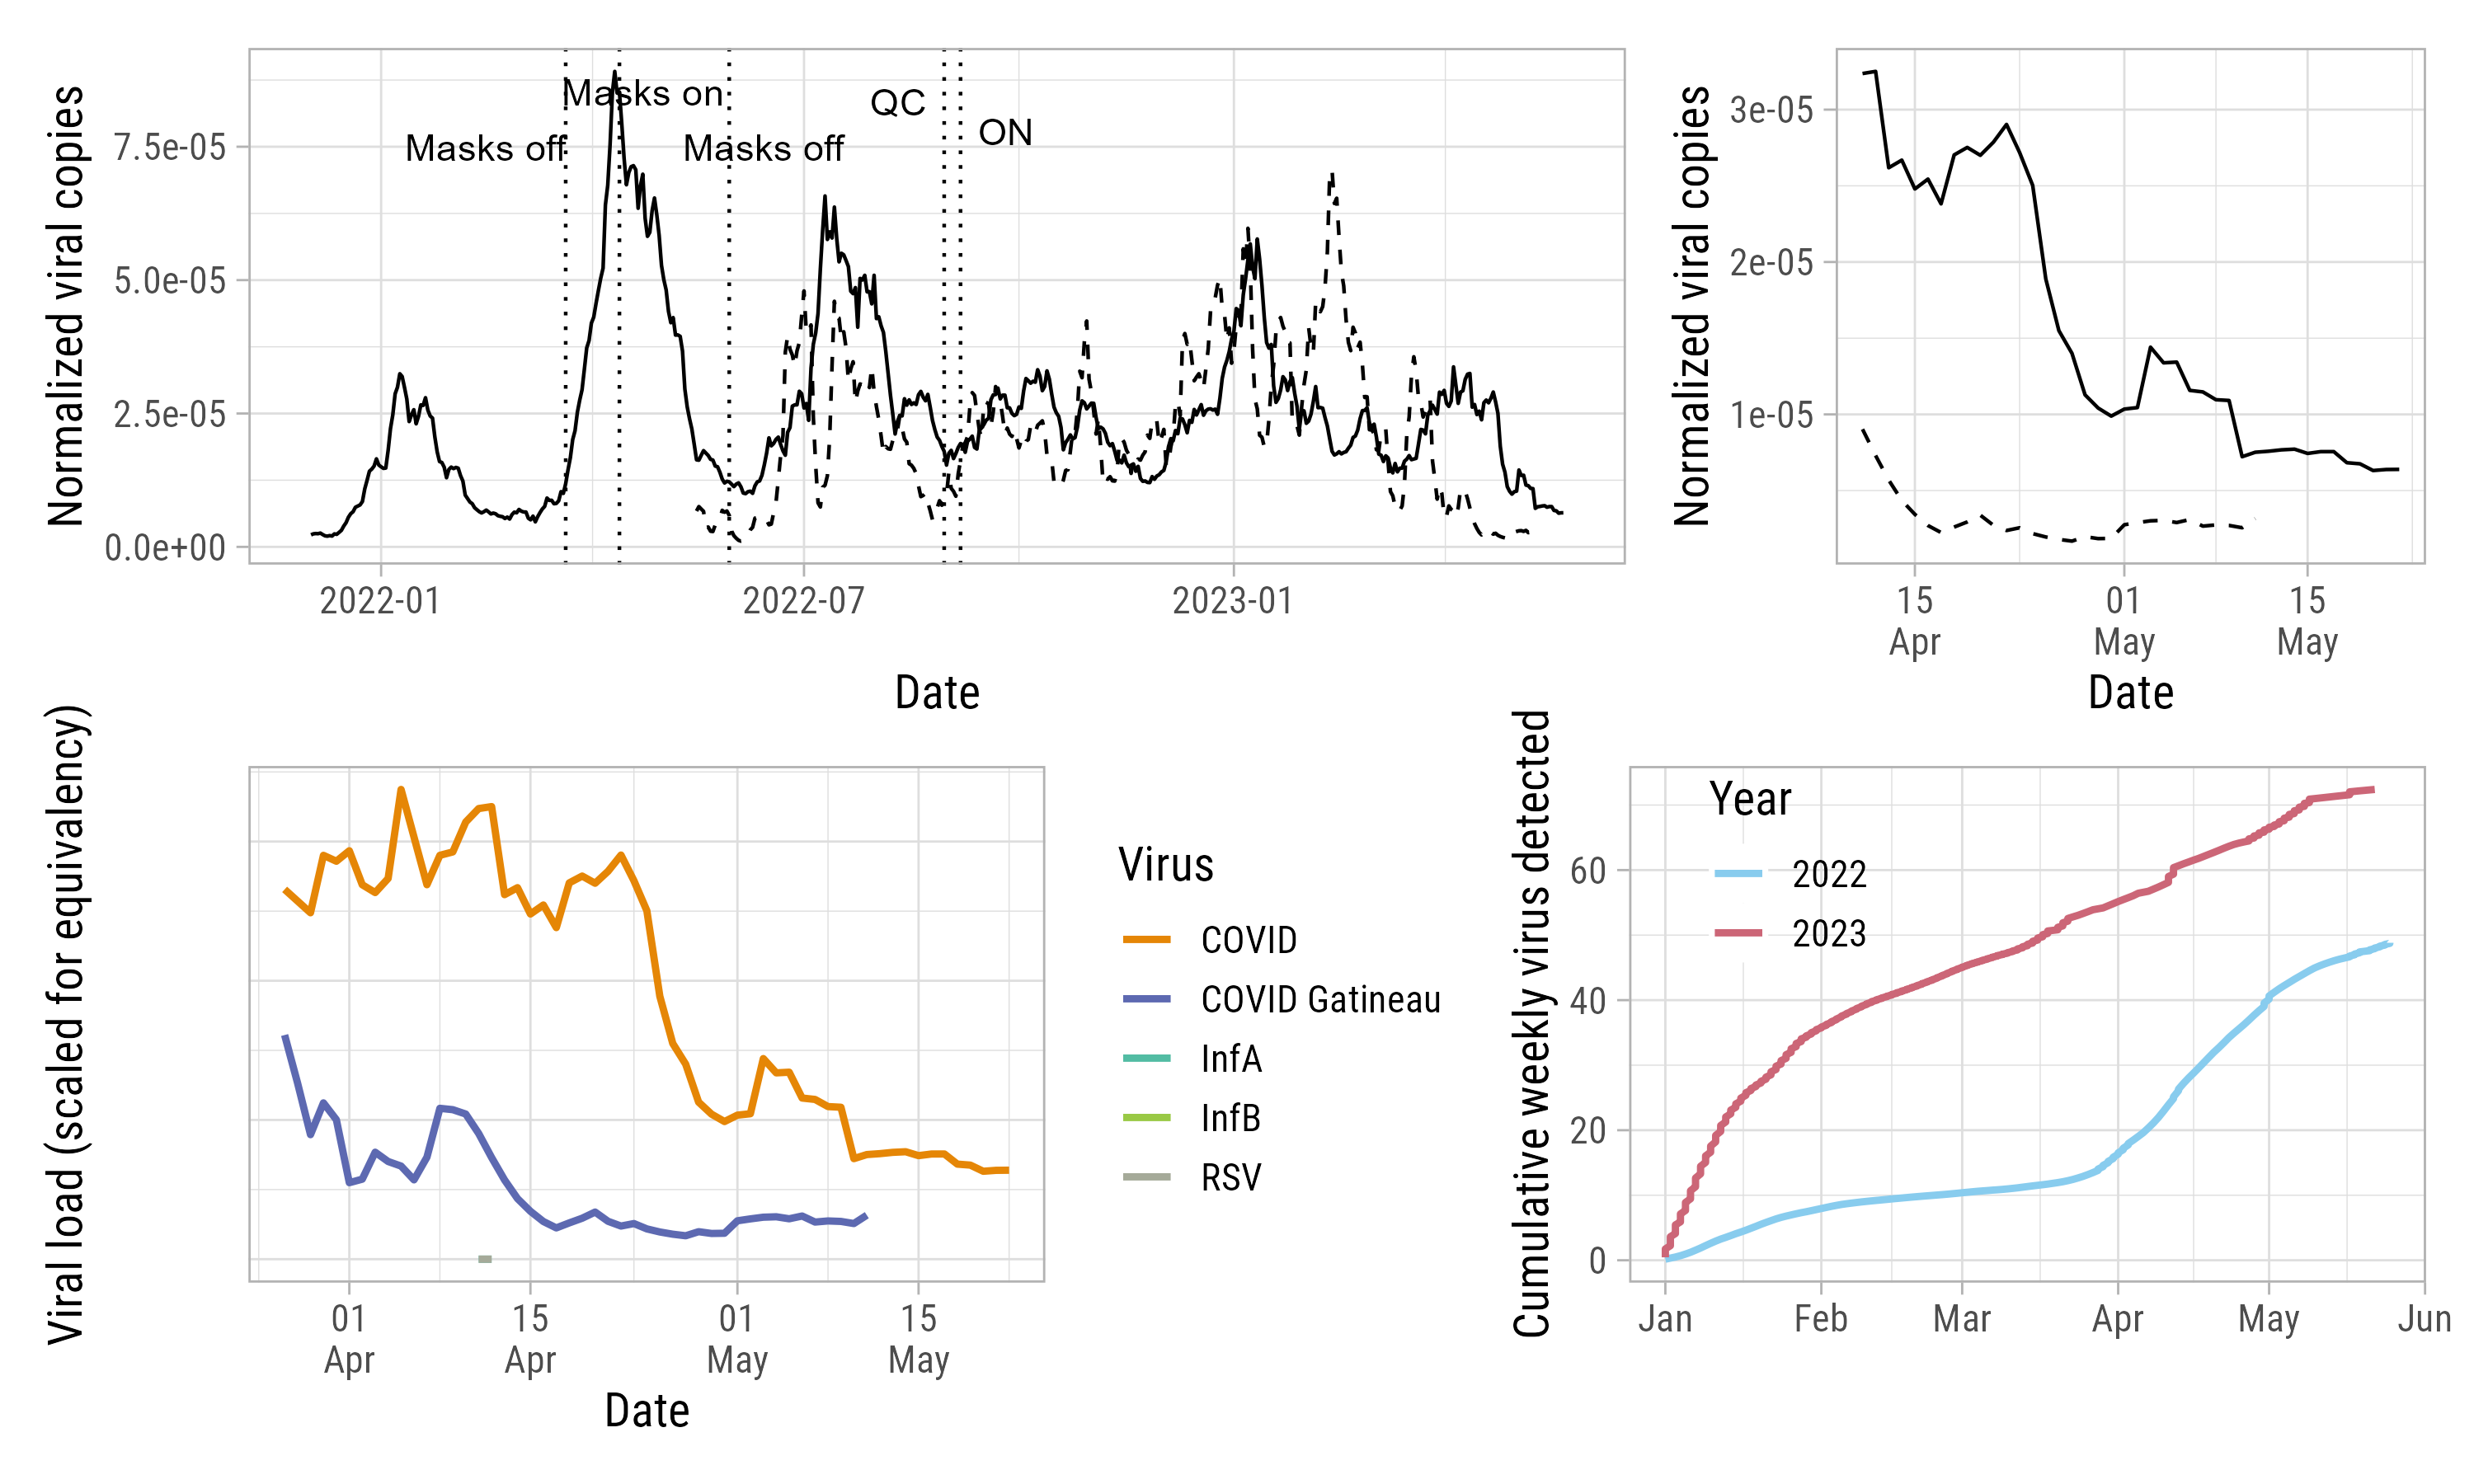 Normalized viral copies
7.5e-05
5.0e-05
2.5e-05
0.0e+00
Masks off
Masks on
Masks off
QC
ON
2022-01
2022-07
2023-01
Date
Normalized viral copies
3e-05
2e-05
1e-05
15
Apr
01
May
15
May
Date
Viral load (scaled for equivalency)
01
Apr
15
Apr
01
May
15
May
Date
Virus
COVID
COVID Gatineau
InfA
InfB
RSV
Cumulative weekly virus detected
60
40
20
0
Year
2022
2023
Jan
Feb
Mar
Apr
May
Jun